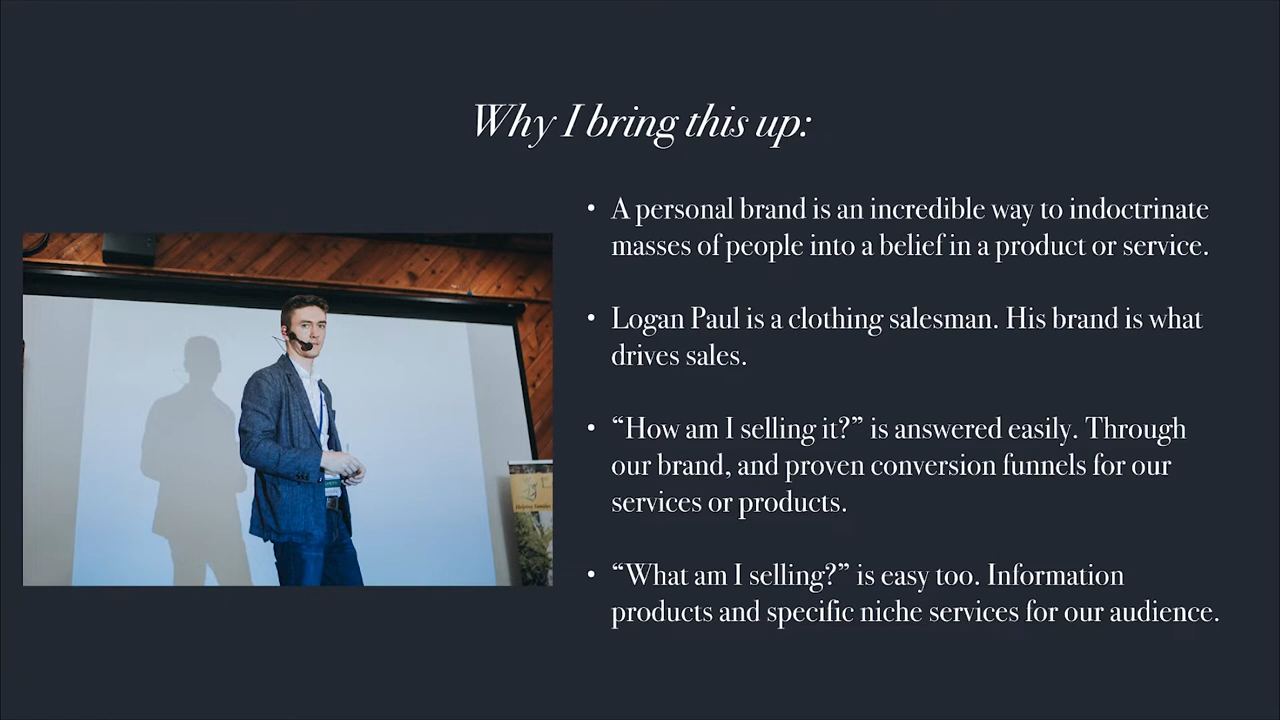 Why I bring this up:
• A personal brand is an incredible way to indoctrinate
masses of people into a belief in a product or service.
• Logan Paul is a clothing salesman. His brand is what
drives sales.
• “How am I selling it?” is answered easily. Through
our brand, and proven conversion funnels for our
services or products.
• “What am I selling?” is easy too. Information
products and specific niche services for our audience.
Helping Families